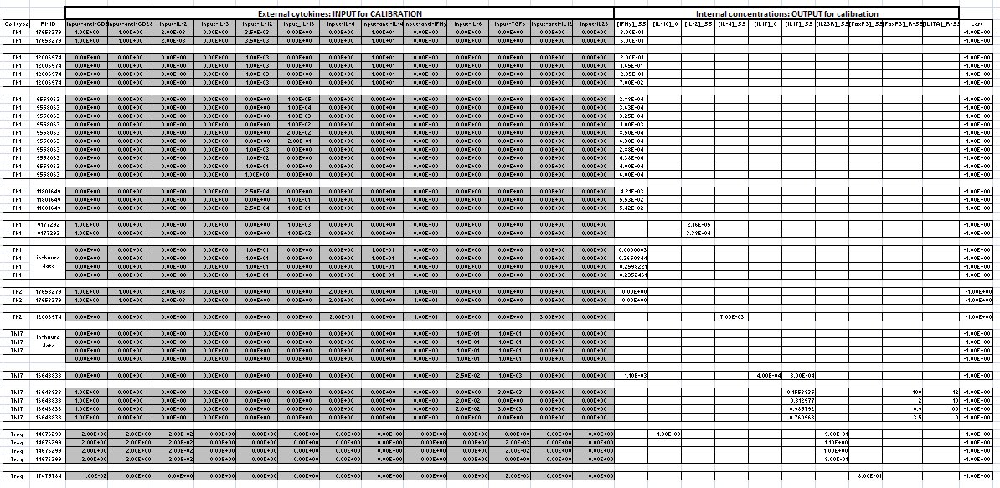 External cytokines: INPUT for CALIBRATION Internal concentrations: OUTPUT for calibration
Celltype PMID Input-anti-CD3 Input-anti-CD28 Input-IL-2 Input_IL-3 Input-IL-12 Input_IL-18 Input-IL-4 Input-anti-IL-4 Input-anti-IFNy Input-IL-6 Input-TGFb Input-anti-IL12 Input-IL23 [IFNy]_SS [IL-10]_0 [IL-2]_SS [IL-4]_SS [IL17]_0 [IL17]_SS [IL23R]_SS [FoxP3]_SS [FoxP3]_R-SS [IL17A]_R-SS Last
Th1 17658279 1.00E+00 1.00E+00 2.00E-03 0.00E+00 3.50E-03 0.00E+00 0.00E+00 1.00E+01 0.00E+00 0.00E+00 0.00E+00 0.00E+00 0.00E+00 3.00E-01 -1.00E+00
Th1 17658279 1.00E+00 1.00E+00 2.00E-03 0.00E+00 3.50E-03 0.00E+00 0.00E+00 1.00E+01 0.00E+00 0.00E+00 0.00E+00 0.00E+00 0.00E+00 6.00E-01 -1.00E+00
Th1 12006974 0.00E+00 0.00E+00 0.00E+00 0.00E+00 1.00E-03 0.00E+00 0.00E+00 1.00E+01 0.00E+00 0.00E+00 0.00E+00 0.00E+00 0.00E+00 2.00E-01 -1.00E+00
Th1 12006974 0.00E+00 0.00E+00 0.00E+00 0.00E+00 1.00E-03 0.00E+00 0.00E+00 1.00E+01 0.00E+00 0.00E+00 0.00E+00 0.00E+00 0.00E+00 1.65E-01 -1.00E+00
Th1 12006974 0.00E+00 0.00E+00 0.00E+00 0.00E+00 1.00E-03 0.00E+00 0.00E+00 1.00E+01 0.00E+00 0.00E+00 0.00E+00 0.00E+00 0.00E+00 2.05E-01 -1.00E+00
Th1 12006974 0.00E+00 0.00E+00 0.00E+00 0.00E+00 1.00E-03 0.00E+00 0.00E+00 1.00E+01 0.00E+00 0.00E+00 0.00E+00 0.00E+00 0.00E+00 7.00E-02 -1.00E+00
Th1 9558063 0.00E+00 0.00E+00 0.00E+00 0.00E+00 0.00E+00 1.00E-05 0.00E+00 0.00E+00 0.00E+00 0.00E+00 0.00E+00 0.00E+00 0.00E+00 2.88E-04 -1.00E+00
Th1 9558063 0.00E+00 0.00E+00 0.00E+00 0.00E+00 0.00E+00 1.00E-04 0.00E+00 0.00E+00 0.00E+00 0.00E+00 0.00E+00 0.00E+00 0.00E+00 3.63E-04 -1.00E+00
Th1 9558063 0.00E+00 0.00E+00 0.00E+00 0.00E+00 0.00E+00 1.00E-03 0.00E+00 0.00E+00 0.00E+00 0.00E+00 0.00E+00 0.00E+00 0.00E+00 3.25E-04 -1.00E+00
Th1 9558063 0.00E+00 0.00E+00 0.00E+00 0.00E+00 0.00E+00 1.00E-02 0.00E+00 0.00E+00 0.00E+00 0.00E+00 0.00E+00 0.00E+00 0.00E+00 1.00E-03 -1.00E+00
Th1 9558063 0.00E+00 0.00E+00 0.00E+00 0.00E+00 0.00E+00 2.00E-02 0.00E+00 0.00E+00 0.00E+00 0.00E+00 0.00E+00 0.00E+00 0.00E+00 8.50E-04 -1.00E+00
Th1 9558063 0.00E+00 0.00E+00 0.00E+00 0.00E+00 0.00E+00 2.00E-01 0.00E+00 0.00E+00 0.00E+00 0.00E+00 0.00E+00 0.00E+00 0.00E+00 6.38E-04 -1.00E+00
Th1 9558063 0.00E+00 0.00E+00 0.00E+00 0.00E+00 1.00E-03 0.00E+00 0.00E+00 0.00E+00 0.00E+00 0.00E+00 0.00E+00 0.00E+00 0.00E+00 2.88E-04 -1.00E+00
Th1 9558063 0.00E+00 0.00E+00 0.00E+00 0.00E+00 1.00E-02 0.00E+00 0.00E+00 0.00E+00 0.00E+00 0.00E+00 0.00E+00 0.00E+00 0.00E+00 4.38E-04 -1.00E+00
Th1 9558063 0.00E+00 0.00E+00 0.00E+00 0.00E+00 1.00E-01 0.00E+00 0.00E+00 0.00E+00 0.00E+00 0.00E+00 0.00E+00 0.00E+00 0.00E+00 4.00E-04 -1.00E+00
Th1 9558063 0.00E+00 0.00E+00 0.00E+00 0.00E+00 1.00E+00 0.00E+00 0.00E+00 0.00E+00 0.00E+00 0.00E+00 0.00E+00 0.00E+00 0.00E+00 6.00E-04 -1.00E+00
Th1 11801649 0.00E+00 0.00E+00 0.00E+00 0.00E+00 2.50E-04 0.00E+00 0.00E+00 0.00E+00 0.00E+00 0.00E+00 0.00E+00 0.00E+00 0.00E+00 4.21E-03 -1.00E+00
Th1 11801649 0.00E+00 0.00E+00 0.00E+00 0.00E+00 0.00E+00 1.00E-01 0.00E+00 0.00E+00 0.00E+00 0.00E+00 0.00E+00 0.00E+00 0.00E+00 5.53E-02 -1.00E+00
Th1 11801649 0.00E+00 0.00E+00 0.00E+00 0.00E+00 2.50E-04 1.00E-01 0.00E+00 0.00E+00 0.00E+00 0.00E+00 0.00E+00 0.00E+00 0.00E+00 5.42E-02 -1.00E+00
Th1 9177292 1.00E+00 0.00E+00 0.00E+00 0.00E+00 0.00E+00 1.00E-03 0.00E+00 0.00E+00 0.00E+00 0.00E+00 0.00E+00 0.00E+00 0.00E+00 2.16E-05 -1.00E+00
Th1 9177292 1.00E+00 0.00E+00 0.00E+00 0.00E+00 0.00E+00 1.00E-02 0.00E+00 0.00E+00 0.00E+00 0.00E+00 0.00E+00 0.00E+00 0.00E+00 3.38E-04 -1.00E+00
Th1 0.00E+00 0.00E+00 0.00E+00 0.00E+00 1.00E-01 0.00E+00 0.00E+00 1.00E-01 0.00E+00 0.00E+00 0.00E+00 0.00E+00 0.00E+00 0.0000003 -1.00E+00
Th1 in-house 0.00E+00 0.00E+00 0.00E+00 0.00E+00 1.00E-01 0.00E+00 0.00E+00 1.00E-01 0.00E+00 0.00E+00 0.00E+00 0.00E+00 0.00E+00 0.2650844 -1.00E+00
Th1 data 0.00E+00 0.00E+00 0.00E+00 0.00E+00 1.00E-01 0.00E+00 0.00E+00 1.00E-01 0.00E+00 0.00E+00 0.00E+00 0.00E+00 0.00E+00 0.2598221 -1.00E+00
Th1 0.00E+00 0.00E+00 0.00E+00 0.00E+00 1.00E-01 0.00E+00 0.00E+00 1.00E-01 0.00E+00 0.00E+00 0.00E+00 0.00E+00 0.00E+00 0.2352461 -1.00E+00
Th2 17658279 1.00E+00 1.00E+00 2.00E-03 0.00E+00 0.00E+00 0.00E+00 2.00E+00 0.00E+00 1.00E+01 0.00E+00 0.00E+00 0.00E+00 0.00E+00 0.00E+00 -1.00E+00
Th2 17658279 1.00E+00 1.00E+00 2.00E-03 0.00E+00 0.00E+00 0.00E+00 2.00E+00 0.00E+00 1.00E+01 0.00E+00 0.00E+00 0.00E+00 0.00E+00 0.00E+00 -1.00E+00
Th2 12006974 0.00E+00 0.00E+00 0.00E+00 0.00E+00 0.00E+00 0.00E+00 2.00E-01 0.00E+00 1.00E+01 0.00E+00 0.00E+00 3.00E+00 0.00E+00 7.00E-03 -1.00E+00
Th17 0.00E+00 0.00E+00 0.00E+00 0.00E+00 0.00E+00 0.00E+00 0.00E+00 0.00E+00 0.00E+00 1.00E-01 1.00E-01 0.00E+00 0.00E+00 -1.00E+00
Th17 in-house 0.00E+00 0.00E+00 0.00E+00 0.00E+00 0.00E+00 0.00E+00 0.00E+00 0.00E+00 0.00E+00 1.00E-01 1.00E-01 0.00E+00 0.00E+00 -1.00E+00
Th17 data 0.00E+00 0.00E+00 0.00E+00 0.00E+00 0.00E+00 0.00E+00 0.00E+00 0.00E+00 0.00E+00 1.00E-01 1.00E-01 0.00E+00 0.00E+00 -1.00E+00
0.00E+00 0.00E+00 0.00E+00 0.00E+00 0.00E+00 0.00E+00 0.00E+00 0.00E+00 0.00E+00 1.00E-01 1.00E-01 0.00E+00 0.00E+00 -1.00E+00
Th17 16648838 0.00E+00 0.00E+00 0.00E+00 0.00E+00 0.00E+00 0.00E+00 0.00E+00 0.00E+00 0.00E+00 2.50E-02 1.00E-03 0.00E+00 0.00E+00 1.10E-03 4.00E-04 8.00E-04 -1.00E+00
Th17 16648838 1.00E+00 0.00E+00 0.00E+00 0.00E+00 0.00E+00 0.00E+00 0.00E+00 0.00E+00 0.00E+00 0.00E+00 3.00E-03 0.00E+00 0.00E+00 0.1553835 100 12 -1.00E+00
Th17 16648838 1.00E+00 0.00E+00 0.00E+00 0.00E+00 0.00E+00 0.00E+00 0.00E+00 0.00E+00 0.00E+00 2.00E-02 0.00E+00 0.00E+00 0.00E+00 0.812977 2 10 -1.00E+00
Th17 16648838 1.00E+00 0.00E+00 0.00E+00 0.00E+00 0.00E+00 0.00E+00 0.00E+00 0.00E+00 0.00E+00 2.00E-02 3.00E-03 0.00E+00 0.00E+00 0.985792 0.9 100 -1.00E+00
Th17 16648838 1.00E+00 0.00E+00 0.00E+00 0.00E+00 0.00E+00 0.00E+00 0.00E+00 0.00E+00 0.00E+00 0.00E+00 0.00E+00 0.00E+00 0.00E+00 0.760963 3.5 0 -1.00E+00
Treg 14676299 2.00E+00 2.00E+00 2.00E-02 0.00E+00 0.00E+00 0.00E+00 0.00E+00 0.00E+00 0.00E+00 0.00E+00 0.00E+00 0.00E+00 0.00E+00 1.00E-03 9.00E-01 -1.00E+00
Treg 14676299 2.00E+00 2.00E+00 2.00E-02 0.00E+00 0.00E+00 0.00E+00 0.00E+00 0.00E+00 0.00E+00 0.00E+00 2.00E-03 0.00E+00 0.00E+00 1.10E+00 -1.00E+00
Treg 14676299 2.00E+00 2.00E+00 2.00E-02 0.00E+00 0.00E+00 0.00E+00 0.00E+00 0.00E+00 0.00E+00 0.00E+00 2.00E-02 0.00E+00 0.00E+00 1.00E+00 -1.00E+00
Treg 14676299 2.00E+00 2.00E+00 2.00E-02 0.00E+00 0.00E+00 0.00E+00 0.00E+00 0.00E+00 0.00E+00 0.00E+00 2.00E+00 0.00E+00 0.00E+00 8.00E-01 -1.00E+00
Treg 17475784 1.00E-02 0.00E+00 0.00E+00 0.00E+00 0.00E+00 0.00E+00 0.00E+00 0.00E+00 0.00E+00 0.00E+00 2.00E-03 0.00E+00 0.00E+00 8.00E-01 -1.00E+00